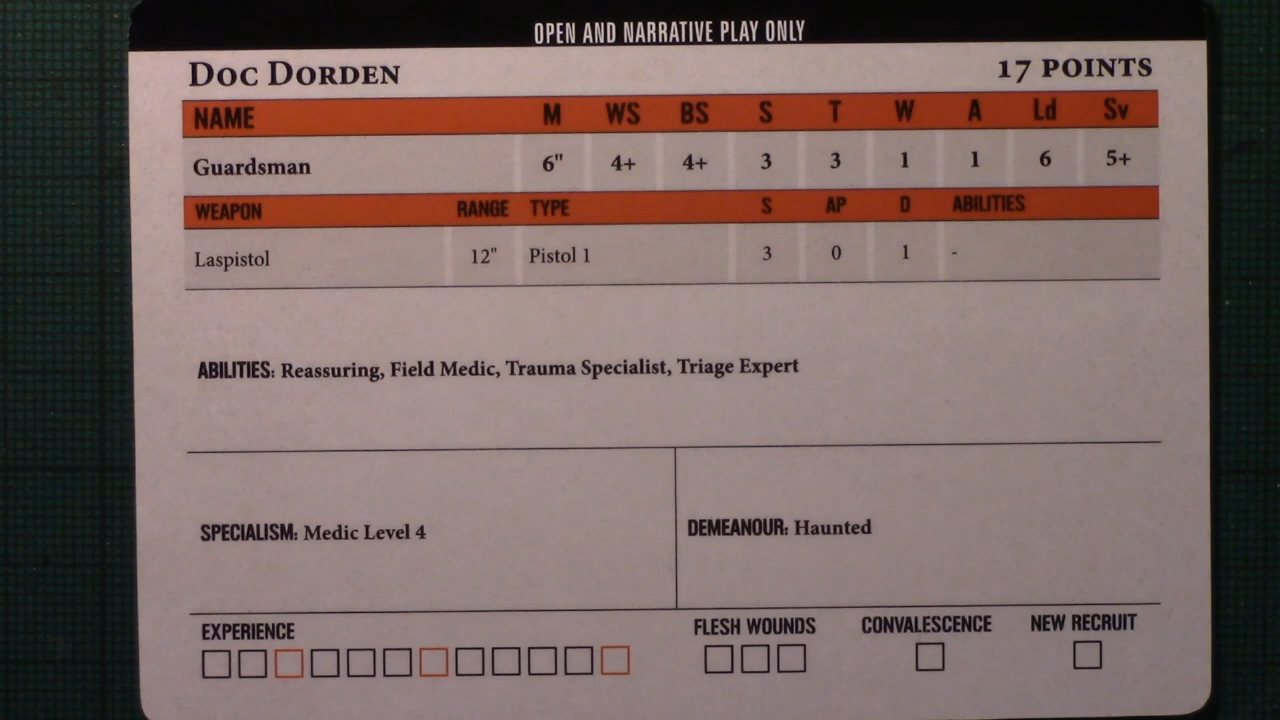 OPEN AND NARRATIVE PLAY ONLY
DOC DORDEN 17 POINTS
NAME M WS BS S T W A Ld Sv
Guardsman 6" 4+ 4+ 3 3 1 1 6 5+
WEAPON RANGE TYPE S AP D ABILITIES
Laspistol 12" Pistol 1 3 0 1 -
ABILITIES: Reassuring, Field Medic, Trauma Specialist, Triage Expert
SPECIALISM: Medic Level 4 DEMEANOUR: Haunted
EXPERIENCE FLESH WOUNDS CONVALESCENCE NEW RECRUIT